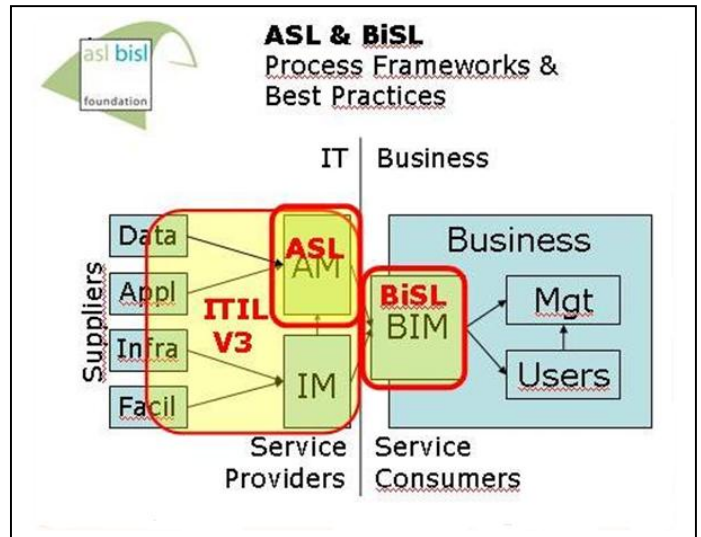 asl bisl
foundation
ASL & BiSL
Process Frameworks &
Best Practices
IT
Business
Suppliers
Data
Appl
Infra
Facil
ITIL
V3
ASL
AM
IM
BiSL
BIM
Business
Mgt
Users
Service
Providers
Service
Consumers